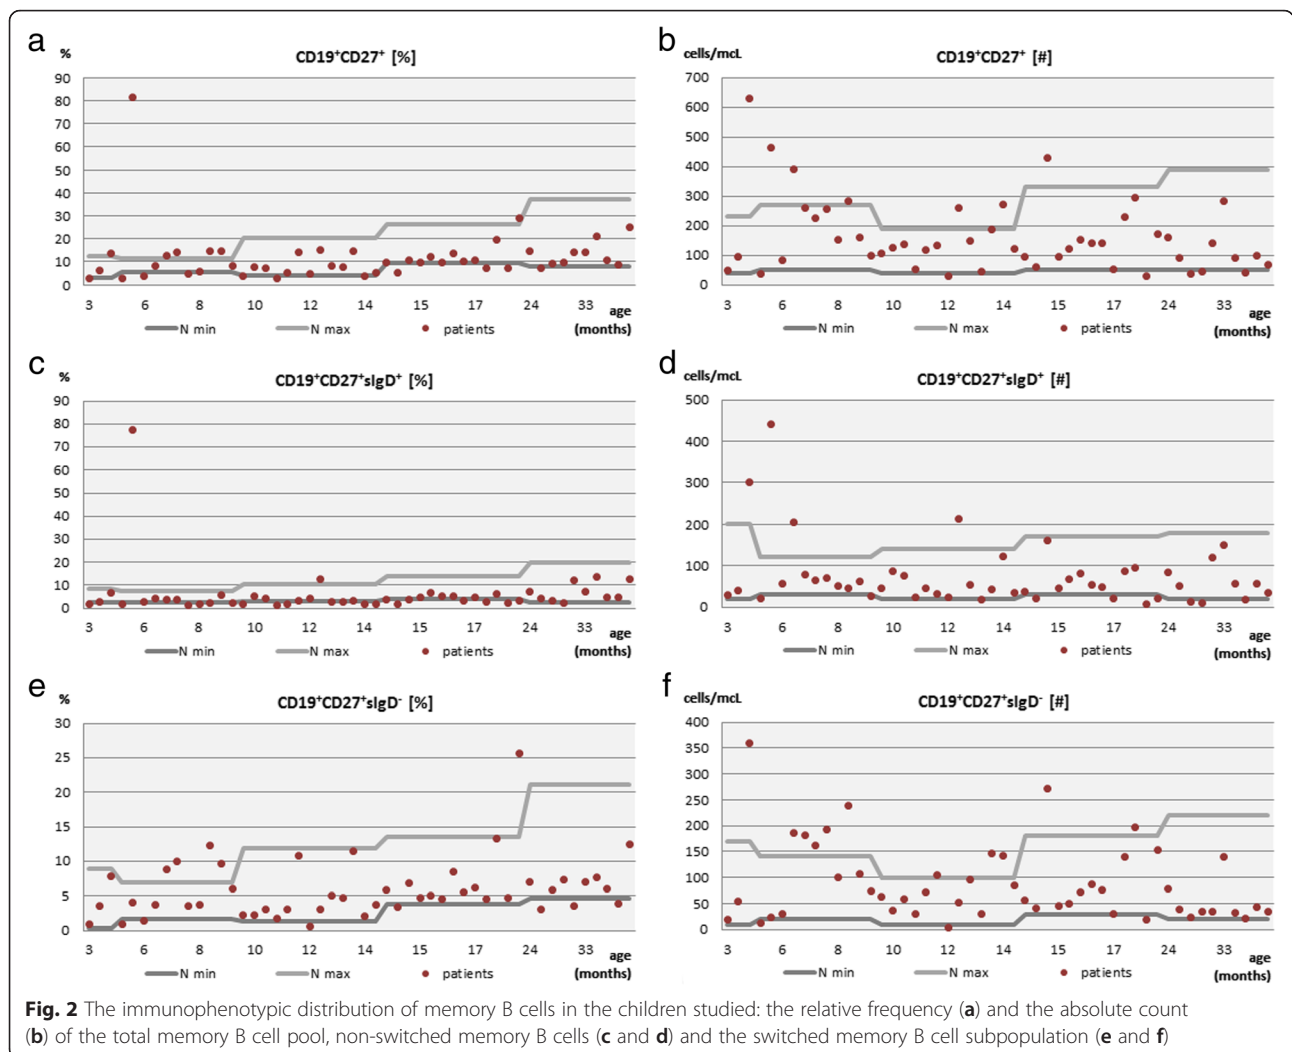 a
%
CD19⁺CD27⁺ [%]
90
80
70
60
50
40
30
20
10
0
3 6 8 10 12 14 15 17 24 33
age
(months)
N min N max patients
b
cells/mcL
CD19⁺CD27⁺ [#]
700
600
500
400
300
200
100
0
3 6 8 10 12 14 15 17 24 33
age
(months)
N min N max patients
c
%
CD19⁺CD27⁺sIgD⁺ [%]
90
80
70
60
50
40
30
20
10
0
3 6 8 10 12 14 15 17 24 33
age
(months)
N min N max patients
d
cells/mcL
CD19⁺CD27⁺sIgD⁺ [#]
500
400
300
200
100
0
3 6 8 10 12 14 15 17 24 33
age
(months)
N min N max patients
e
%
CD19⁺CD27⁺sIgD⁻ [%]
30
25
20
15
10
5
0
3 6 8 10 12 14 15 17 24 33
age
(months)
N min N max patients
f
cells/mcL
CD19⁺CD27⁺sIgD⁻ [#]
400
350
300
250
200
150
100
50
0
3 6 8 10 12 14 15 17 24 33
age
(months)
N min N max patients
Fig. 2 The immunophenotypic distribution of memory B cells in the children studied: the relative frequency (a) and the absolute count
(b) of the total memory B cell pool, non-switched memory B cells (c and d) and the switched memory B cell subpopulation (e and f)